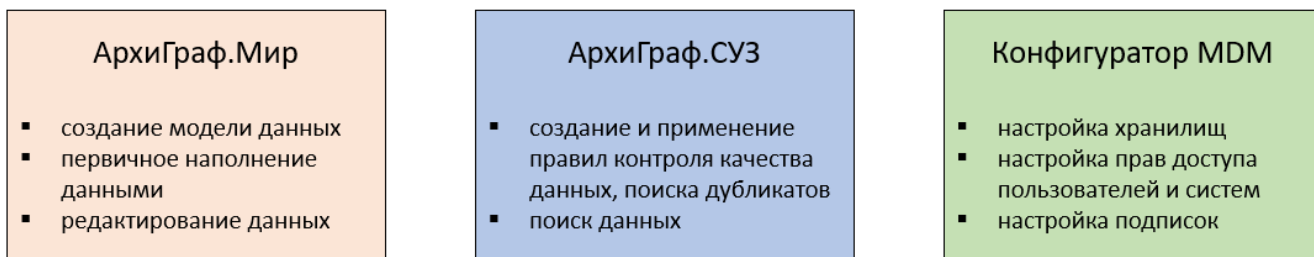 АрхиГраф.Мир
▪ создание модели данных
▪ первичное наполнение
данными
▪ редактирование данных
АрхиГраф.СУЗ
▪ создание и применение
правил контроля качества
данных, поиска дубликатов
▪ поиск данных
Конфигуратор MDM
▪ настройка хранилищ
▪ настройка прав доступа
пользователей и систем
▪ настройка подписок